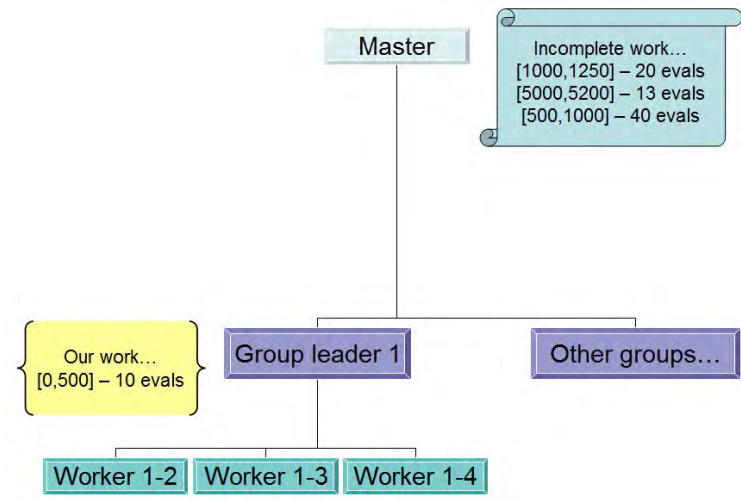 Master
Incomplete work…
[1000,1250] – 20 evals
[5000,5200] – 13 evals
[500,1000] – 40 evals
Our work…
[0,500] – 10 evals
Group leader 1
Other groups…
Worker 1-2
Worker 1-3
Worker 1-4